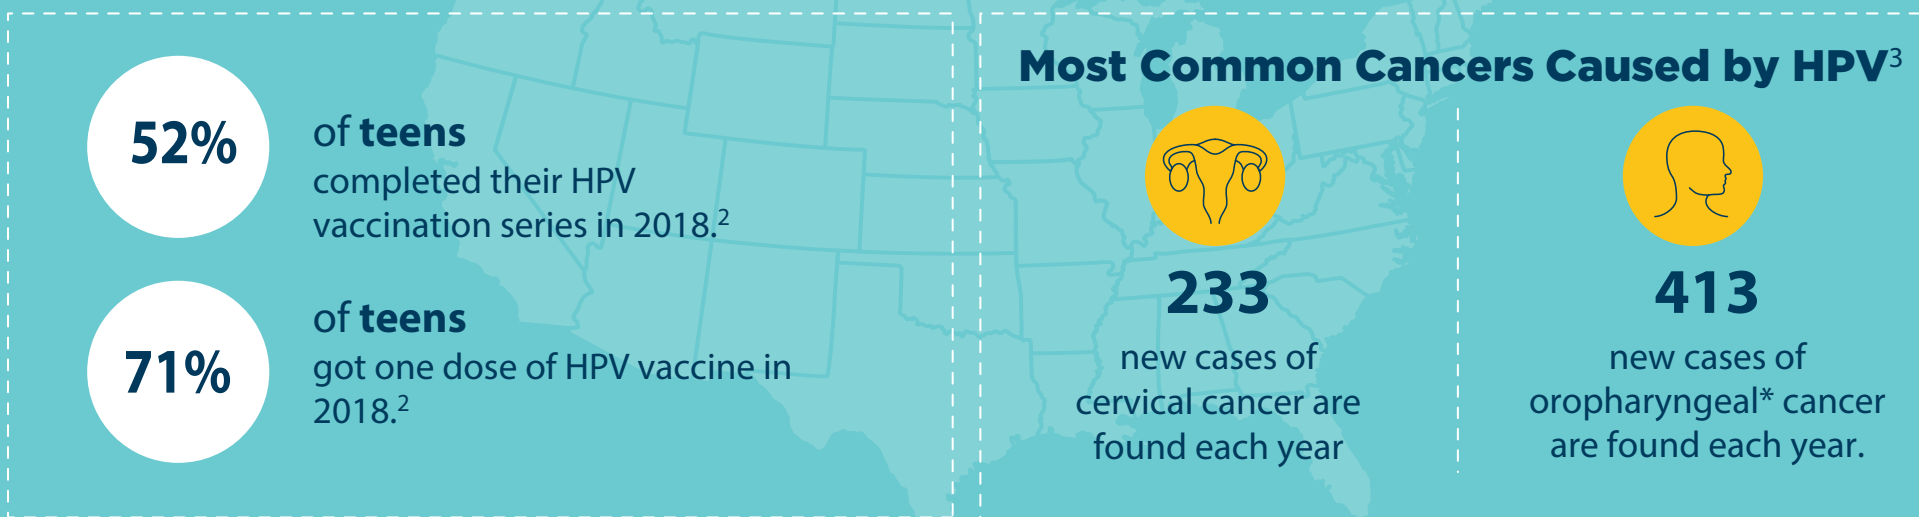 52%
of teens
completed their HPV
vaccination series in 2018.2
71%
of teens
got one dose of HPV vaccine in
2018.2
Most Common Cancers Caused by HPV3
233
new cases of
cervical cancer are
found each year
413
new cases of
oropharyngeal* cancer
are found each year.